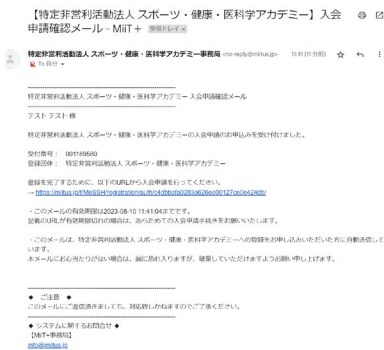 【特定非営利活動法人 スポーツ・健康・医科学アカデミー】入会
申請確認メール - MiiT+ 受信トレイ×
特定非営利活動法人 スポーツ・健康・医科学アカデミー事務局 <no-reply@miitus.jp> 11:41 (11 分前)
To 自分
特定非営利活動法人 スポーツ・健康・医科学アカデミー 入会申請確認メール
テスト テスト 様
特定非営利活動法人 スポーツ・健康・医科学アカデミーの入会申請のお申込みを受け付けました。
受付番号： 001169580
登録団体： 特定非営利活動法人 スポーツ・健康・医科学アカデミー
登録を完了するために、以下のURLから入会申請を行ってください。
→
・このメールの有効期限は2023-08-10 11:41:04までです。
記載のURLが有効期限切れの場合は、あらためての入会申請手続きをお願いいたします。
・このメールは、特定非営利活動法人 スポーツ・健康・医科学アカデミーへの登録をお申し込みいただいた方に自動送信して
います。
本メールにお心当たりがない場合は、誠に恐れ入りますが、破棄していただけますようお願い申し上げます。
◆ ご注意 ◆
このメールにご返信頂きましても、対応致しかねますのでご了承ください。
◆ システムに関するお問合せ ◆
【MiiT+事務局】
info@miitus.jp